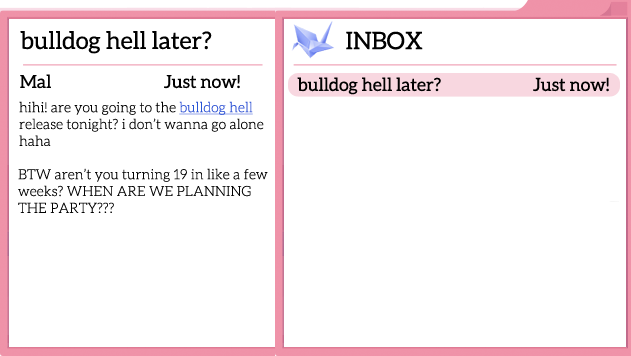 bulldog hell later?
Mal Just now!
hihi! are you going to the bulldog hell
release tonight? i don't wanna go alone
haha
BTW aren't you turning 19 in like a few
weeks? WHEN ARE WE PLANNING
THE PARTY???
INBOX
bulldog hell later? Just now!